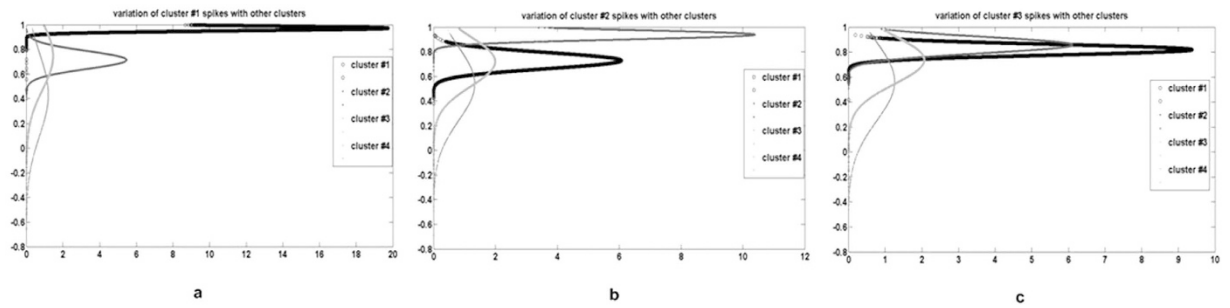 variation of cluster #1 spikes with other clusters
1
0.8
0.6
0.4
0.2
0
-0.2
-0.4
-0.6
-0.8
0 2 4 6 8 10 12 14 16 18 20
cluster #1
cluster #2
cluster #3
cluster #4
a
variation of cluster #2 spikes with other clusters
1
0.8
0.6
0.4
0.2
0
-0.2
-0.4
-0.6
-0.8
0 2 4 6 8 10 12
cluster #1
cluster #2
cluster #3
cluster #4
b
variation of cluster #3 spikes with other clusters
1
0.8
0.6
0.4
0.2
0
-0.2
-0.4
-0.6
-0.8
0 1 2 3 4 5 6 7 8 9 10
cluster #1
cluster #2
cluster #3
cluster #4
c